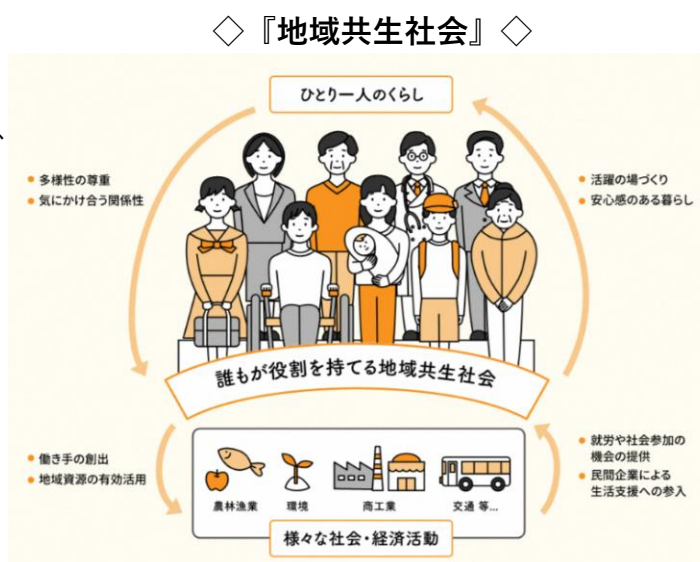 ◇『地域共生社会』◇
ひとり一人のくらし
、
● 多様性の尊重
● 気にかけ合う関係性
● 活躍の場づくり
● 安心感のある暮らし
誰もが役割を持てる地域共生社会
● 働き手の創出
● 地域資源の有効活用
● 就労や社会参加の
機会の提供
● 民間企業による
生活支援への参入
農林漁業 環境 商工業 交通 等...
様々な社会・経済活動